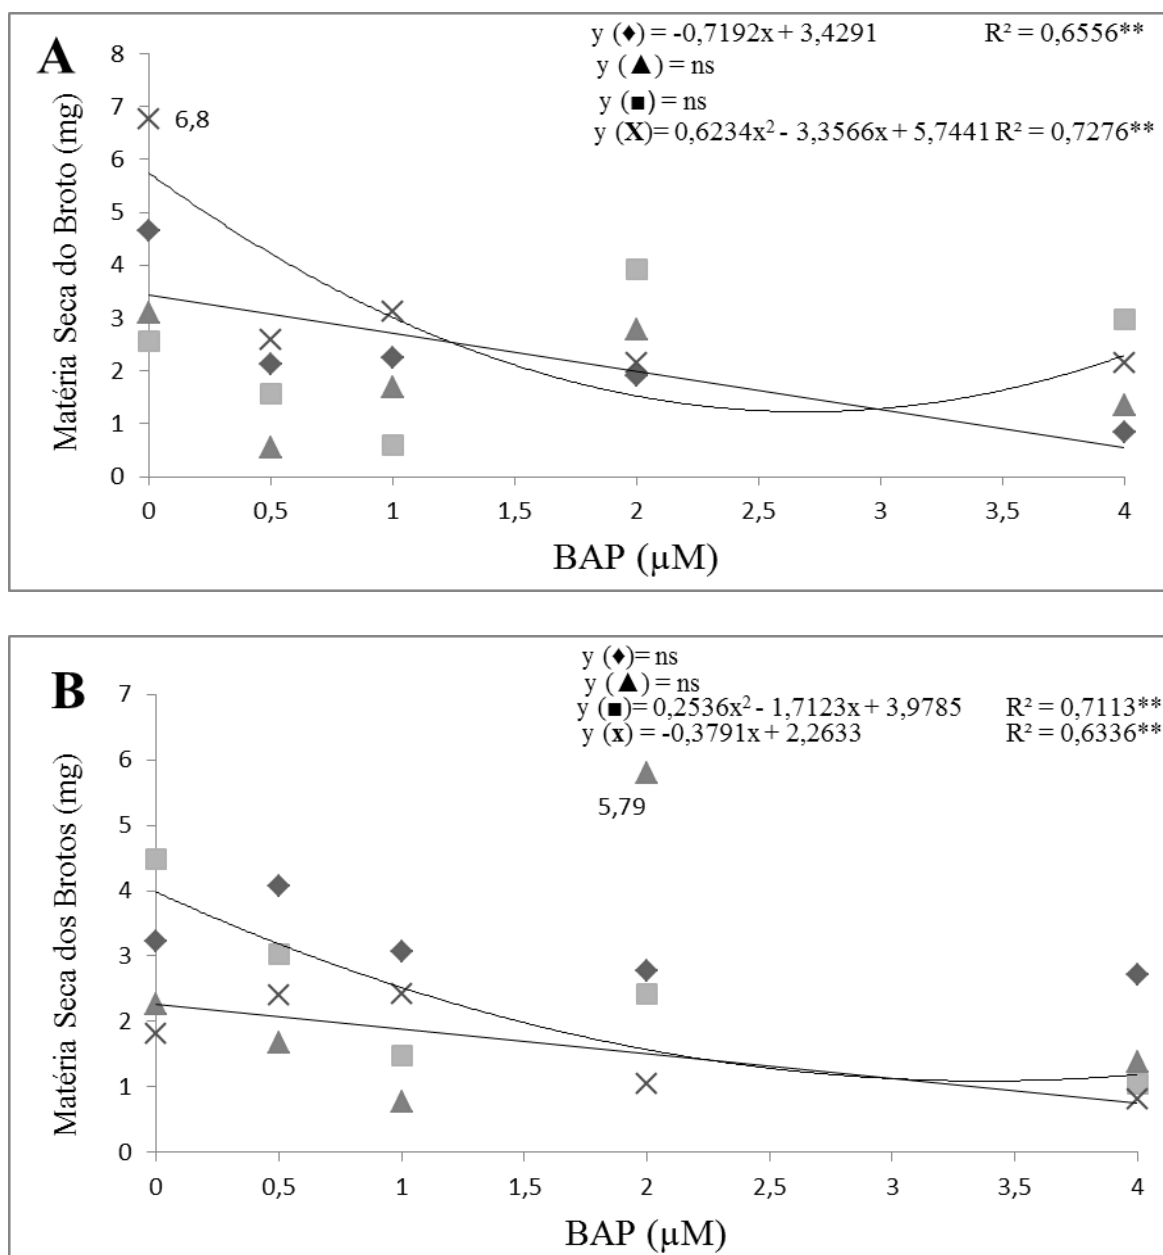 A
y (♦) = -0,7192x + 3,4291 R² = 0,6556**
y (▲) = ns
y (■) = ns
y (X)= 0,6234x² - 3,3566x + 5,7441 R² = 0,7276**
Matéria Seca do Broto (mg)
8
7
6,8
6
5
4
3
2
1
0
0 0,5 1 1,5 2 2,5 3 3,5 4
BAP (µM)
B
y (♦)= ns
y (▲) = ns
y (■)= 0,2536x² - 1,7123x + 3,9785 R² = 0,7113**
y (x) = -0,3791x + 2,2633 R² = 0,6336**
Matéria Seca dos Brotos (mg)
7
6
5,79
5
4
3
2
1
0
0 0,5 1 1,5 2 2,5 3 3,5 4
BAP (µM)